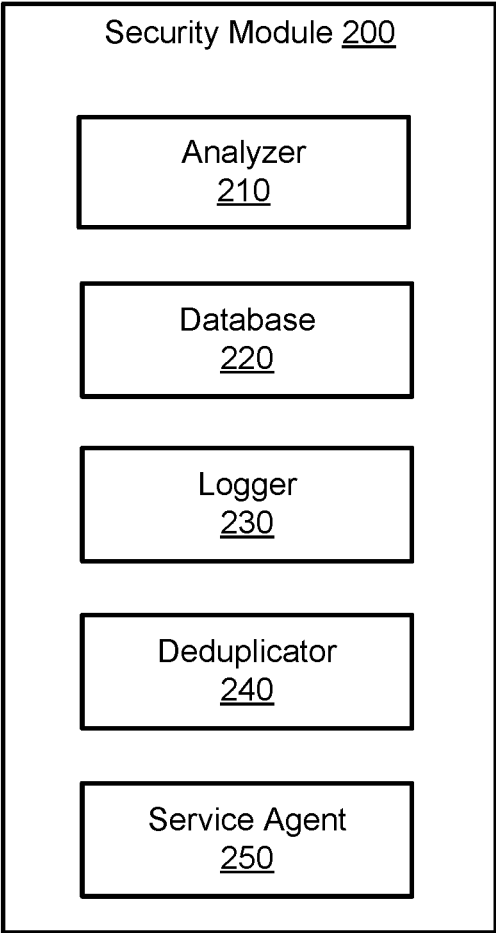 Security Module 200
Analyzer
210
Database
220
Logger
230
Deduplicator
240
Service Agent
250